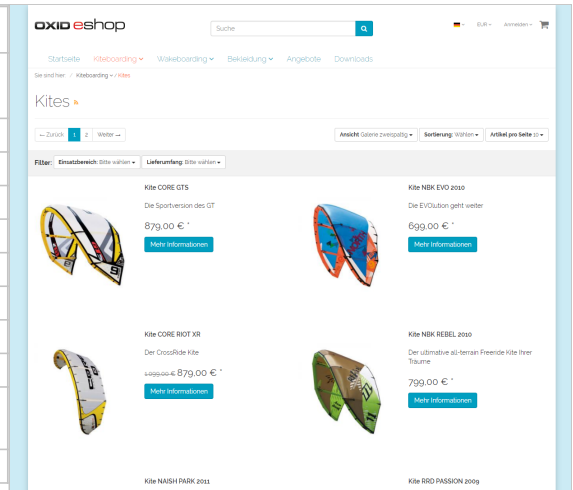 OXID eshop
Suche
EUR
Anmelden
Startseite Kiteboarding Wakeboarding Bekleidung Angebote Downloads
Sie sind hier: / Kiteboarding / Kites
Kites
← Zurück 1 2 Weiter →
Ansicht Galerie zweispaltig
Sortierung: Wählen
Artikel pro Seite 10
Filter: Einsatzbereich: Bitte wählen Lieferumfang: Bitte wählen
Kite CORE GTS
Die Sportversion des GT
879,00 € *
Mehr Informationen
Kite NBK EVO 2010
Die EVOlution geht weiter
699,00 € *
Mehr Informationen
Kite CORE RIOT XR
Der CrossRide Kite
1.099,00 € 879,00 € *
Mehr Informationen
Kite NBK REBEL 2010
Der ultimative all-terrain Freeride Kite Ihrer
Träume
799,00 € *
Mehr Informationen
Kite NAISH PARK 2011
Kite RRD PASSION 2009